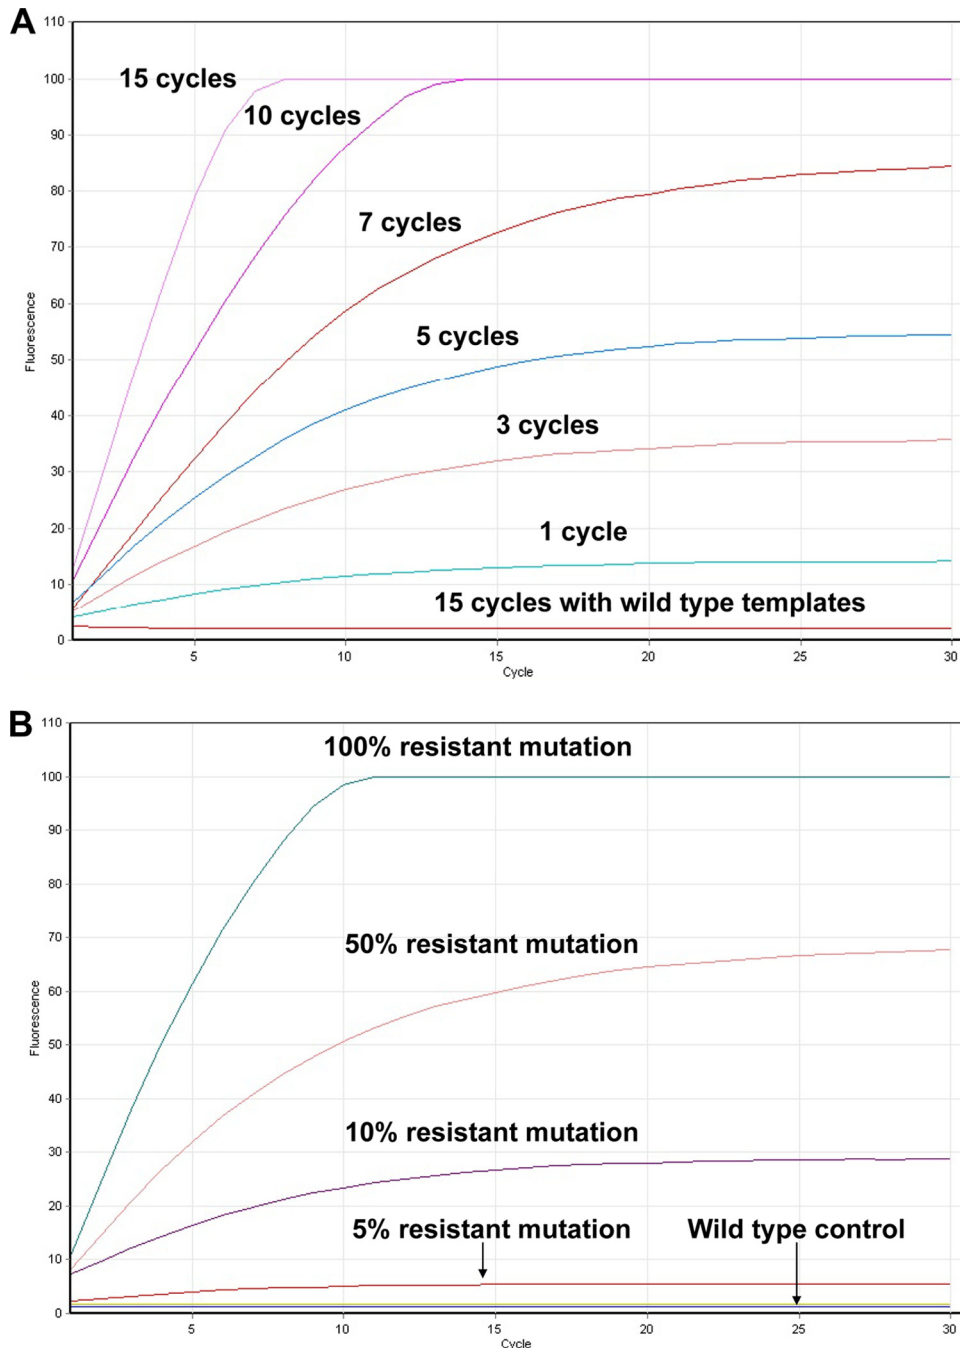 A
110
100
90
80
70
60
50
40
30
20
10
0
Fluorescence
15 cycles
10 cycles
7 cycles
5 cycles
3 cycles
1 cycle
15 cycles with wild type templates
5 10 15 20 25 30
Cycle
B
110
100
90
80
70
60
50
40
30
20
10
0
Fluorescence
100% resistant mutation
50% resistant mutation
10% resistant mutation
5% resistant mutation Wild type control
5 10 15 20 25 30
Cycle